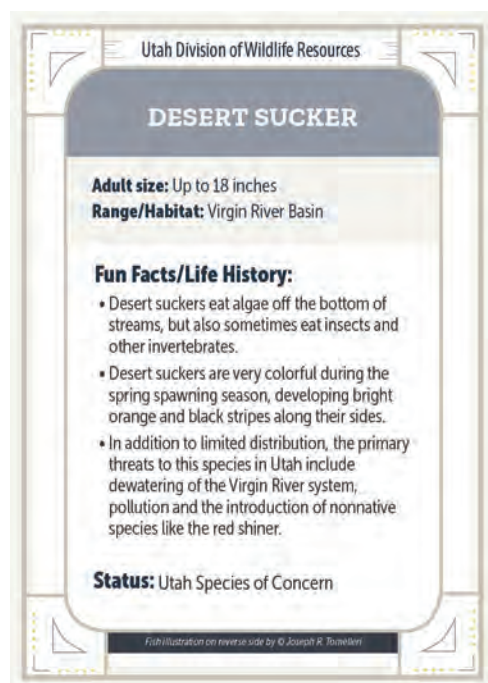 Utah Division of Wildlife Resources
DESERT SUCKER
Adult size: Up to 18 inches
Range/Habitat: Virgin River Basin
Fun Facts/Life History:
• Desert suckers eat algae off the bottom of
streams, but also sometimes eat insects and
other invertebrates.
• Desert suckers are very colorful during the
spring spawning season, developing bright
orange and black stripes along their sides.
• In addition to limited distribution, the primary
threats to this species in Utah include
dewatering of the Virgin River system,
pollution and the introduction of nonnative
species like the red shiner.
Status: Utah Species of Concern
Fish illustration on reverse side by © Joseph R. Tomelleri